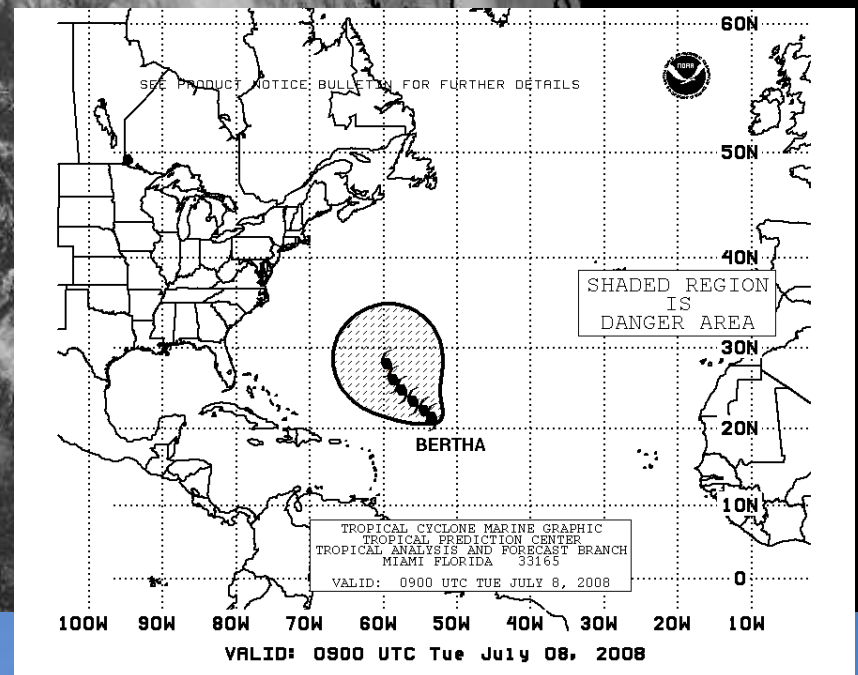 60N
SEE PRODUCT NOTICE BULLETIN FOR FURTHER DETAILS
NOAA
50N
40N
SHADED REGION
IS
DANGER AREA
30N
20N
BERTHA
10N
TROPICAL CYCLONE MARINE GRAPHIC
TROPICAL PREDICTION CENTER
TROPICAL ANALYSIS AND FORECAST BRANCH
MIAMI FLORIDA 33165
VALID: 0900 UTC TUE JULY 8, 2008
0
100W 90W 80W 70W 60W 50W 40W 30W 20W 10W
VALID: 0900 UTC Tue July 08, 2008